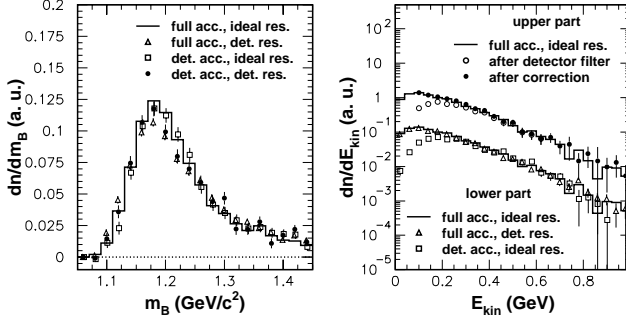 full acc., ideal res.
full acc., det. res.
det. acc., ideal res.
det. acc., det. res.
dn/dm_B (a. u.)
0.2
0.175
0.15
0.125
0.1
0.075
0.05
0.025
0
1.1
1.2
1.3
1.4
m_B (GeV/c²)
upper part
full acc., ideal res.
after detector filter
after correction
lower part
full acc., ideal res.
full acc., det. res.
det. acc., ideal res.
dn/dE_kin (a. u.)
10³
10²
10
1
10⁻¹
10⁻²
10⁻³
10⁻⁴
10⁻⁵
0
0.2
0.4
0.6
0.8
E_kin (GeV)